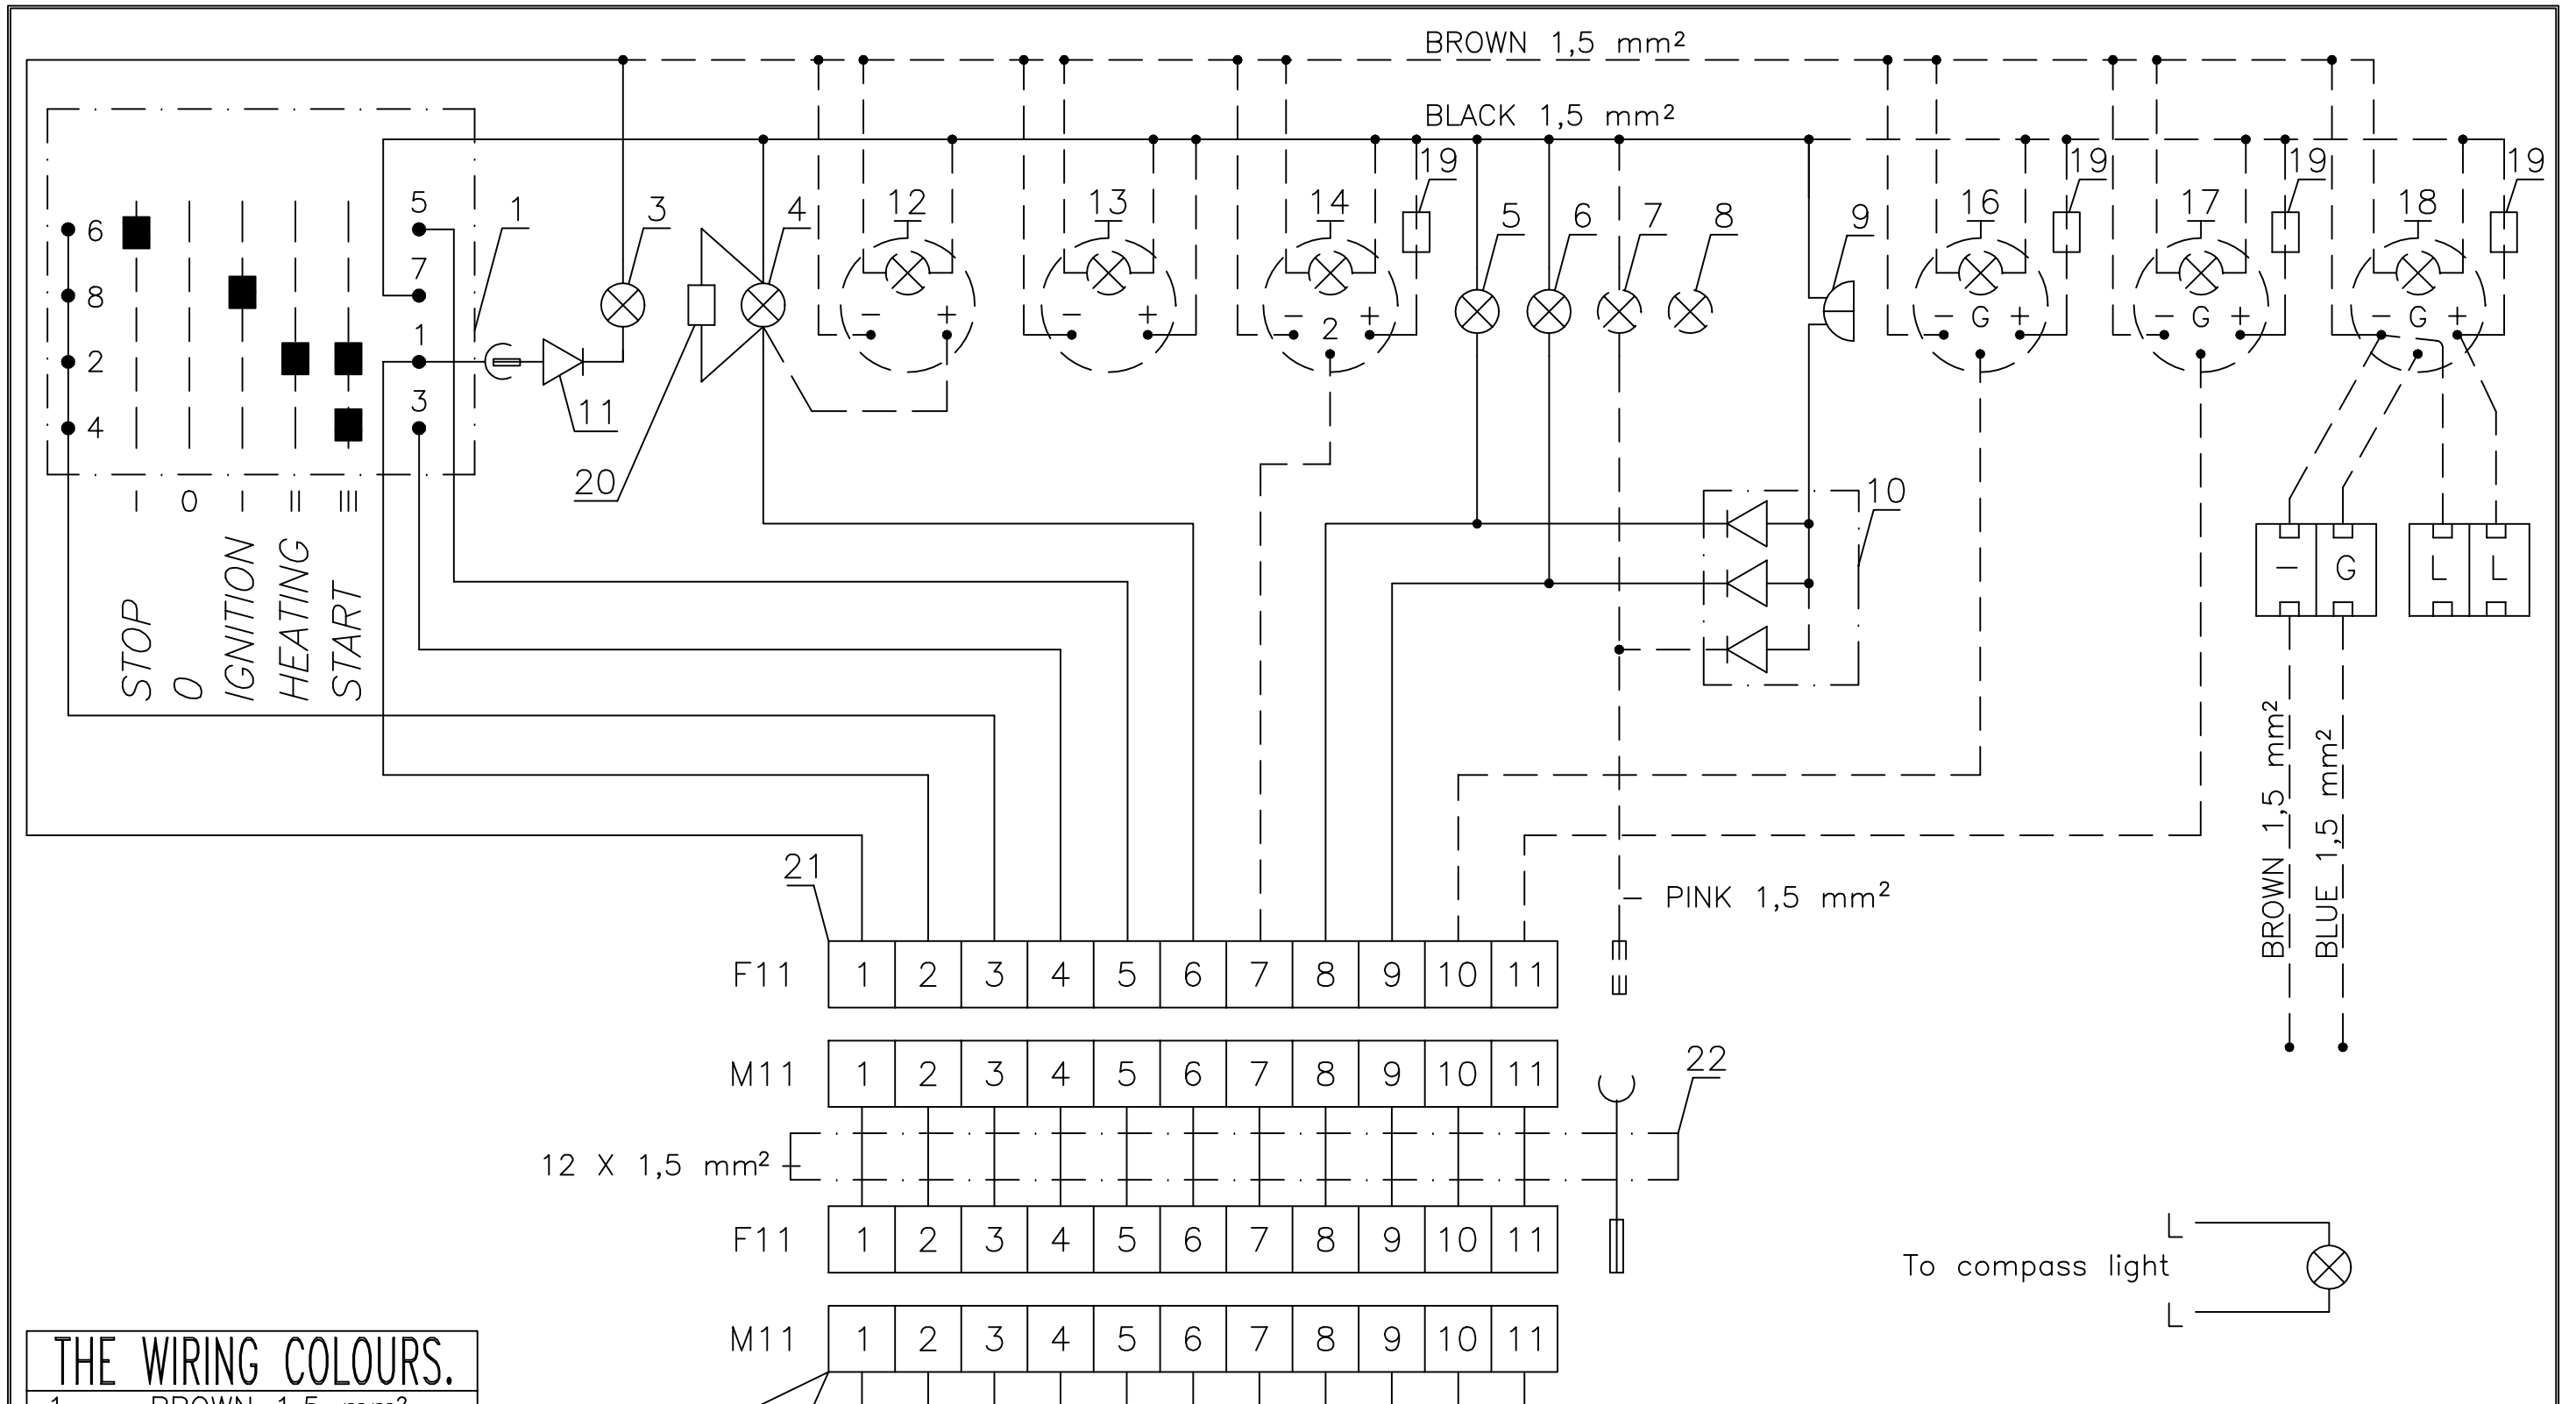 BROWN 1,5 mm²
BLACK 1,5 mm²
19 19 19 19
1 3 4 12 13 14 5 6 7 8 9 16 17 18
6 5
8 7
2 1
4 3
- + - + - 2 + - G + - G + - G +
11
20
10
I 0 I II III
STOP
0
IGNITION
HEATING
START
- G L L
BROWN 1,5 mm²
BLUE 1,5 mm²
21
PINK 1,5 mm²
F11 1 2 3 4 5 6 7 8 9 10 11
M11 1 2 3 4 5 6 7 8 9 10 11
22
12 X 1,5 mm²
F11 1 2 3 4 5 6 7 8 9 10 11
L
To compass light
L
M11 1 2 3 4 5 6 7 8 9 10 11
THE WIRING COLOURS.
1 BROWN 1,5 mm²